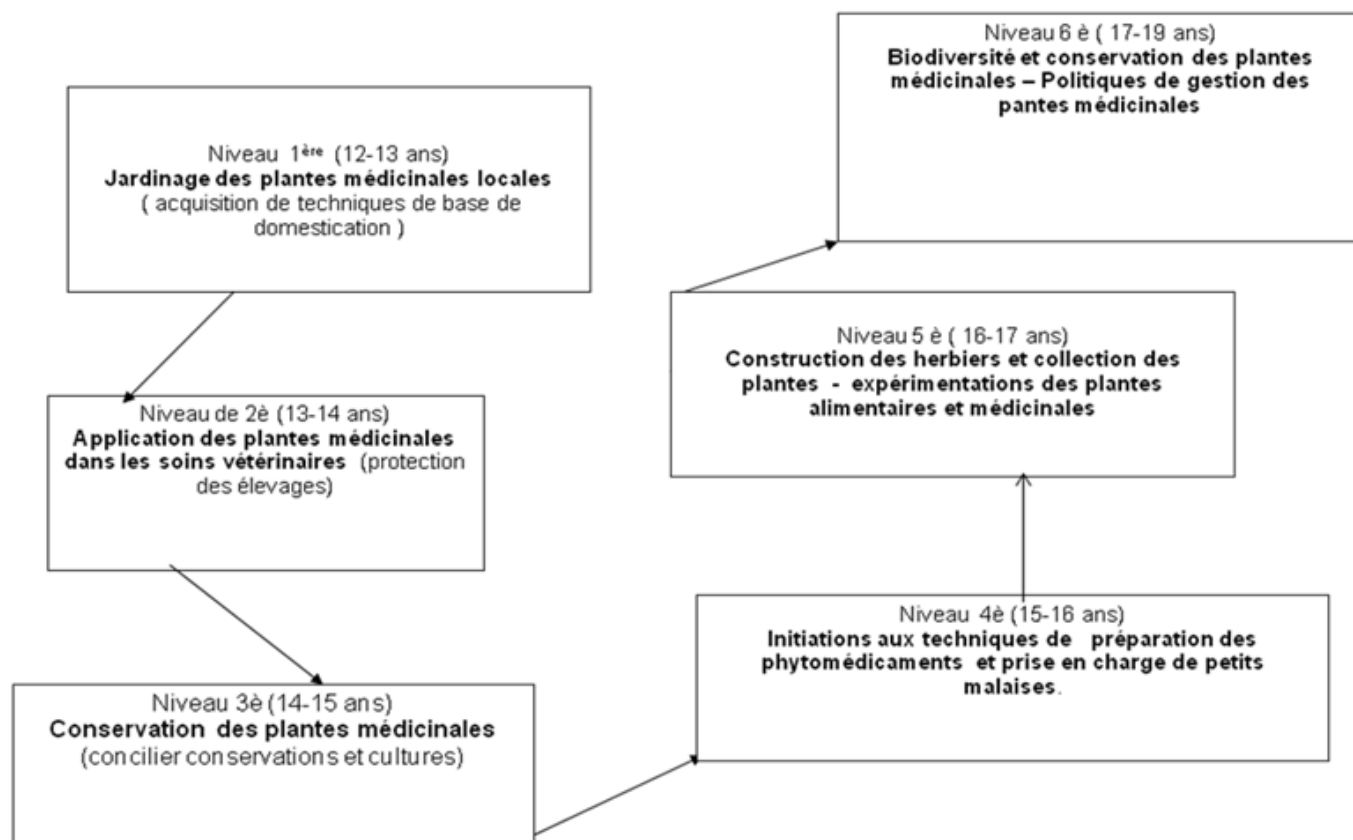 Niveau 1ère (12-13 ans)
Jardinage des plantes médicinales locales
( acquisition de techniques de base de
domestication )
Niveau de 2è (13-14 ans)
Application des plantes médicinales
dans les soins vétérinaires (protection
des élevages)
Niveau 3è (14-15 ans)
Conservation des plantes médicinales
(concilier conservations et cultures)
Niveau 4è (15-16 ans)
Initiations aux techniques de préparation des
phytomédicaments et prise en charge de petits
malaises.
Niveau 5 è ( 16-17 ans)
Construction des herbiers et collection des
plantes - expérimentations des plantes
alimentaires et médicinales
Niveau 6 è ( 17-19 ans)
Biodiversité et conservation des plantes
médicinales – Politiques de gestion des
pantes médicinales